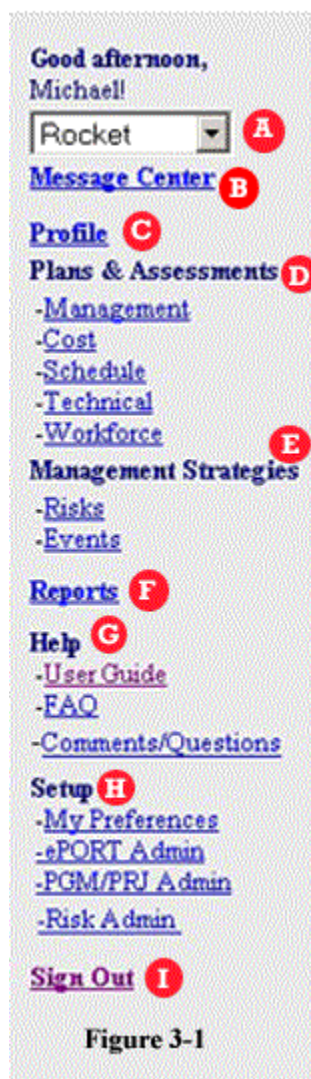 Good afternoon,
Michael!
Rocket A
Message Center B
Profile C
Plans & Assessments D
-Management
-Cost
-Schedule
-Technical
-Workforce
E
Management Strategies
-Risks
-Events
Reports F
Help G
-User Guide
-FAQ
-Comments/Questions
Setup H
-My Preferences
-ePORT Admin
-PGM/PRJ Admin
-Risk Admin
Sign Out I
Figure 3-1